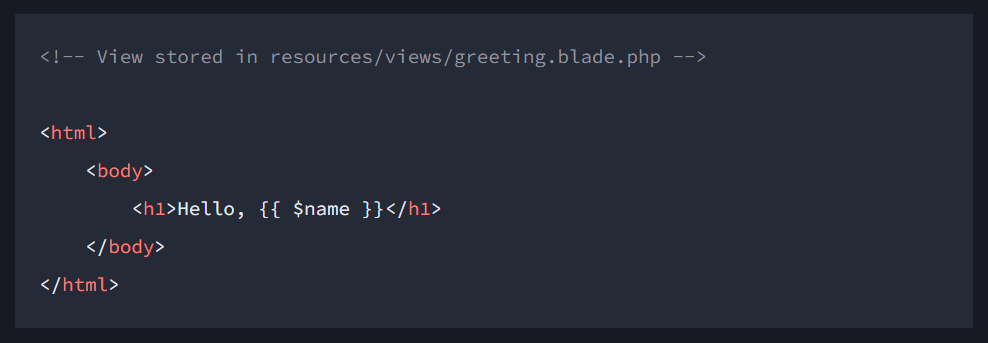 <!-- View stored in resources/views/greeting.blade.php -->
<html>
    <body>
        <h1>Hello, {{ $name }}</h1>
    </body>
</html>